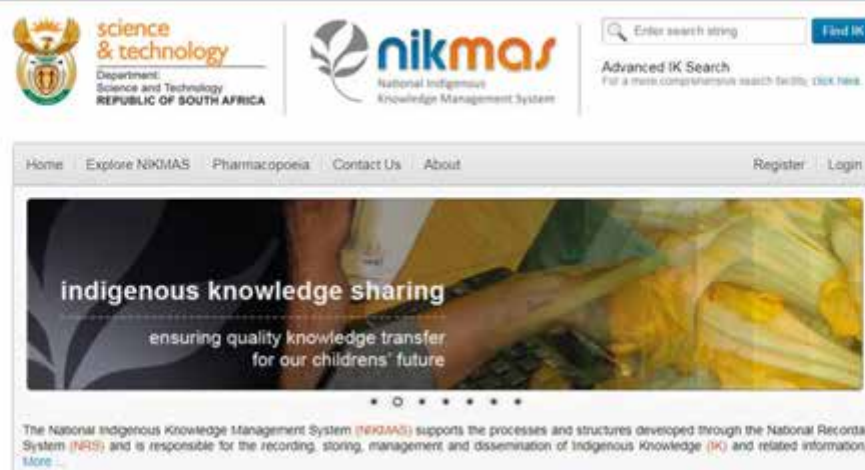 science
& technology
Department:
Science and Technology
REPUBLIC OF SOUTH AFRICA
nikmas
National Indigenous
Knowledge Management System
Enter search string
Find IK
Advanced IK Search
For a more comprehensive search facility, click here
Home Explore NIKMAS Pharmacopoeia Contact Us About Register Login
indigenous knowledge sharing
ensuring quality knowledge transfer
for our childrens' future
The National Indigenous Knowledge Management System (NIKMAS) supports the processes and structures developed through the National Recorda
System (NRS) and is responsible for the recording, storing, management and dissemination of Indigenous Knowledge (IK) and related information
More ...